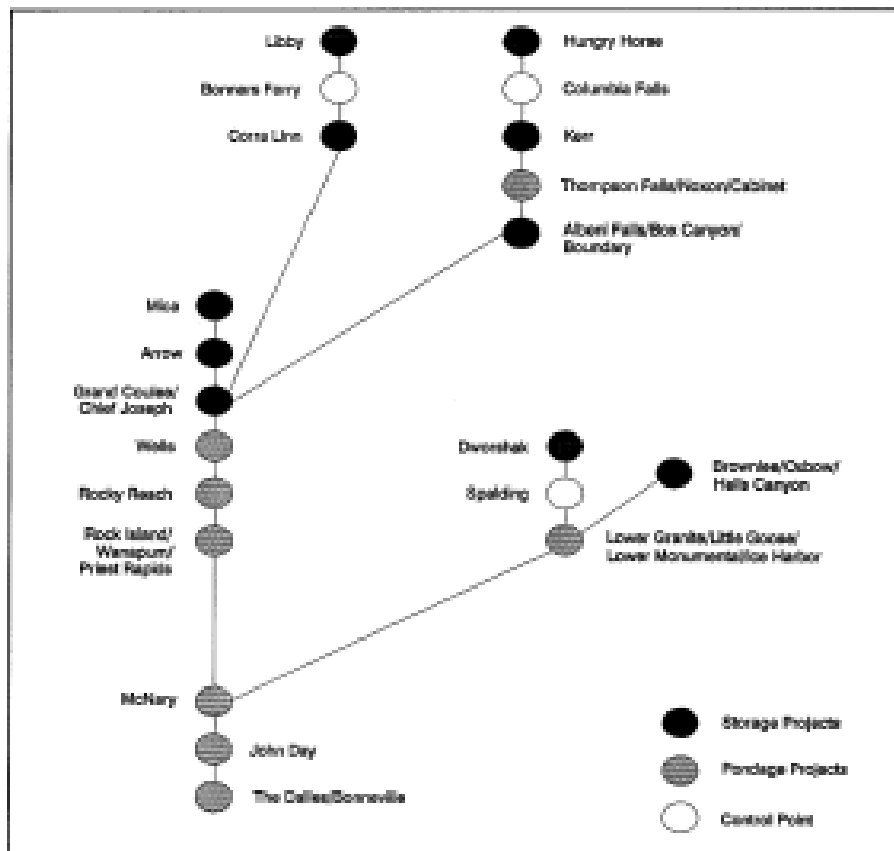 Libby
Bonners Ferry
Corra Linn
Hungry Horse
Columbia Falls
Kerr
Thompson Falls/Noxon/Cabinet
Albeni Falls/Box Canyon/
Boundary
Mica
Arrow
Grand Coulee/
Chief Joseph
Wells
Rocky Reach
Rock Island/
Wanapum/
Priest Rapids
Dworshak
Spalding
Brownlee/Oxbow/
Hells Canyon
Lower Granite/Little Goose/
Lower Monumental/Ice Harbor
McNary
John Day
The Dalles/Bonneville
Storage Projects
Pondage Projects
Control Point